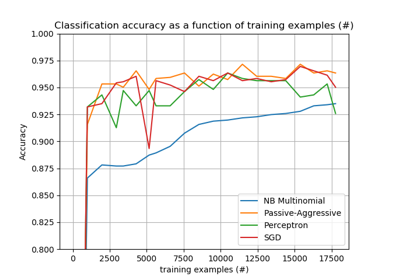 Classification accuracy as a function of training examples (#)
1.000
0.975
0.950
0.925
0.900
0.875
0.850
0.825
0.800
Accuracy
NB Multinomial
Passive-Aggressive
Perceptron
SGD
0 2500 5000 7500 10000 12500 15000 17500
training examples (#)